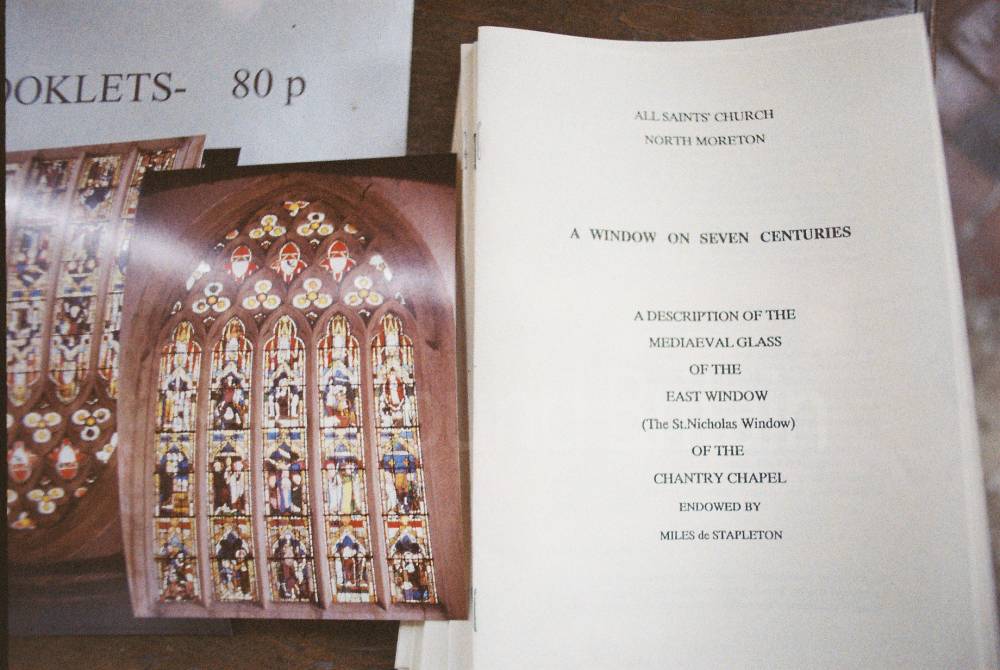 OOKLETS- 80 p
ALL SAINTS' CHURCH
NORTH MORETON
A WINDOW ON SEVEN CENTURIES
A DESCRIPTION OF THE
MEDIAEVAL GLASS
OF THE
EAST WINDOW
(The St.Nicholas Window)
OF THE
CHANTRY CHAPEL
ENDOWED BY
MILES de STAPLETON